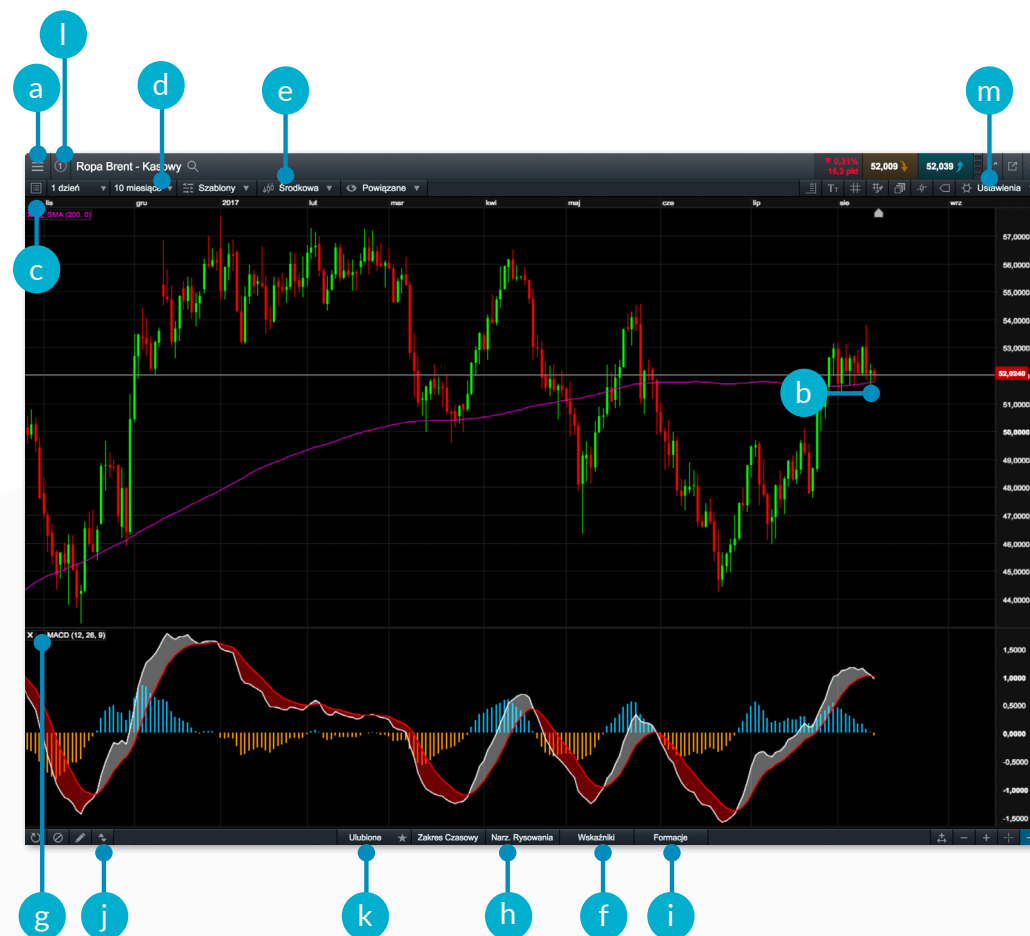 l
a
d
e
m
1
Ropa Brent - Kasowy
0,31%
16,3 pkt
52,009
52,039
1 dzień
10 miesięcy
Szablony
Środkowa
Powiązane
Ustawienia
lis gru 2017 lut mar kwi maj cze lip sie wrz
SMA (200, 0)
c
57,0000
56,0000
55,0000
54,0000
53,0000
52,0240
b
51,0000
50,0000
49,0000
48,0000
47,0000
46,0000
45,0000
44,0000
X MACD (12, 26, 9)
1,5000
1,0000
0,5000
0,0000
-0,5000
-1,0000
-1,5000
Ulubione Zakres Czasowy Narz. Rysowania Wskaźniki Formacje
g j k h f i